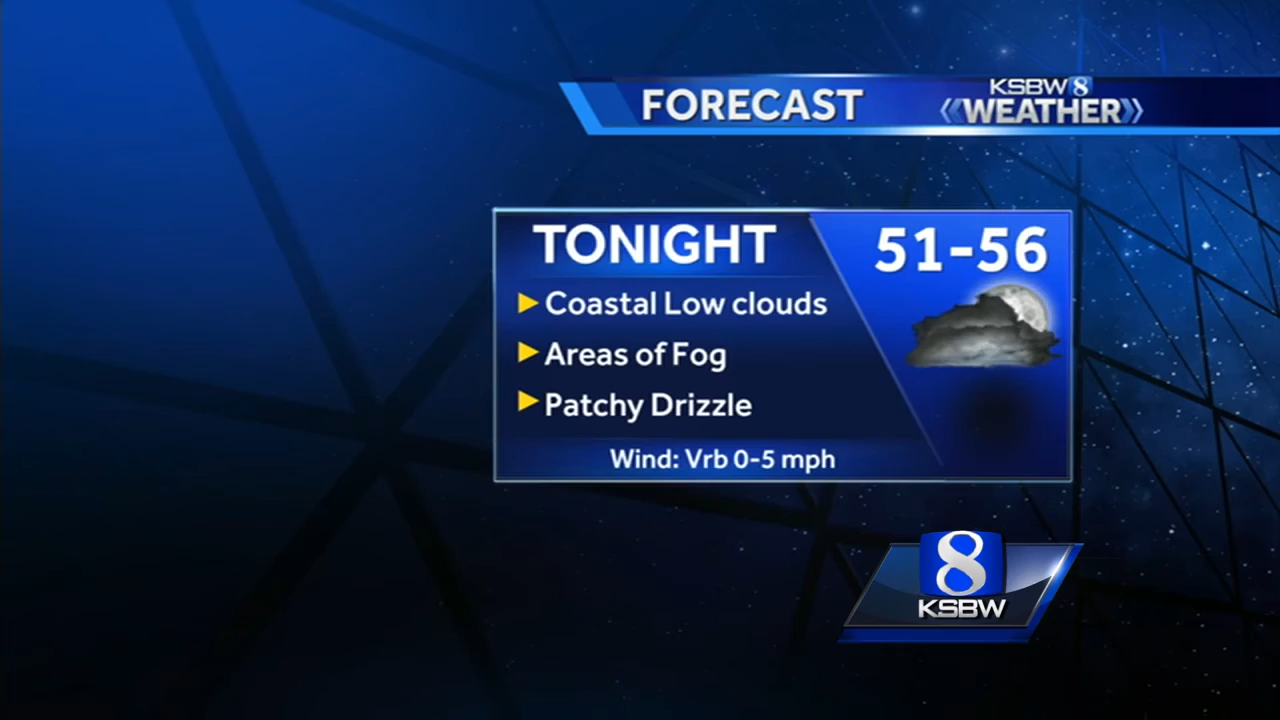 FORECAST
KSBW 8
WEATHER
TONIGHT
51-56
Coastal Low clouds
Areas of Fog
Patchy Drizzle
Wind: Vrb 0-5 mph
8
KSBW